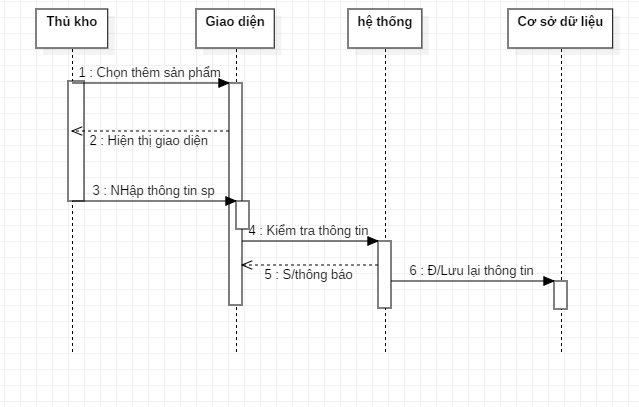 Thủ kho
Giao diện
hệ thống
Cơ sở dữ liệu
1 : Chọn thêm sản phẩm
2 : Hiện thị giao diện
3 : NHập thông tin sp
4 : Kiểm tra thông tin
5 : S/thông báo
6 : Đ/Lưu lại thông tin